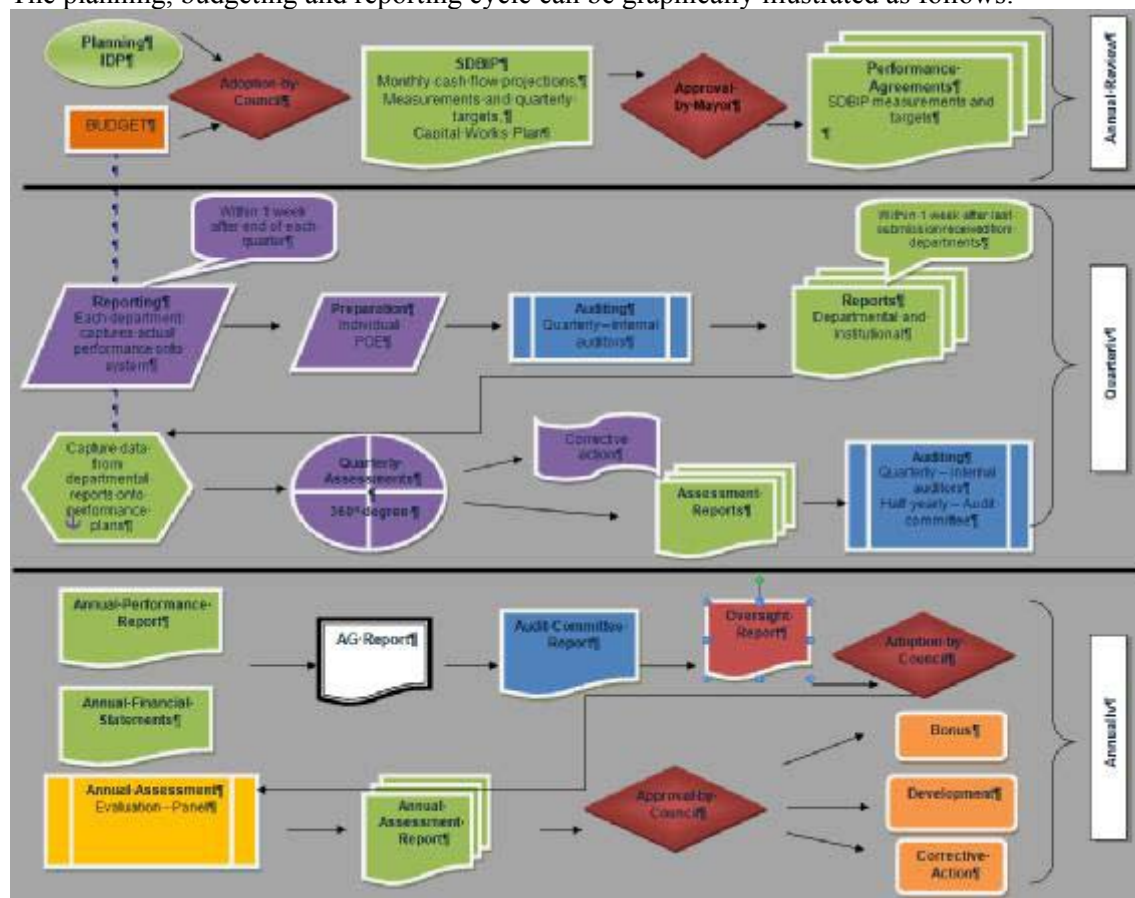 The planning, budgeting and reporting cycle can be graphically illustrated as follows:
Planning¶
IDP¶
BUDGET¶
Adoption·by·
Council¶
SDBIP¶
Monthly·cash·flow·projections,¶
Measurements·and·quarterly·
targets,¶
Capital·Works·Plan¶
Approval·
by·Mayor¶
Performance·
Agreements¶
SDBIP·measurements·and·
targets¶
¶
Annual·Review¶
Within·1·week·
after·end·of·each·
quarter¶
Within·1·week·after·last·
submission·received·from·
departments¶
Reporting¶
Each·department·
captures·actual·
performance·onto·
system¶
Preparation¶
Individual·
POE¶
Auditing¶
Quarterly·–·internal·
auditors¶
Reports¶
Departmental·and·
Institutional¶
Quarterly¶
Capture·data·
from·
departmental·
reports·onto·
performance·
plans¶
Quarterly·
Assessments¶
360°·degree¶
Corrective·
action¶
Assessment·
Reports¶
Auditing¶
Quarterly·–·internal·
auditors¶
Half·yearly·–·Audit·
committee¶
Annual·Performance·
Report¶
Annual·Financial·
Statements¶
AG·Report¶
Audit·Committee·
Report¶
Oversight·
Report¶
Adoption·by·
Council¶
Annually¶
Annual·Assessment¶
Evaluation·–·Panel¶
Annual·
Assessment·
Report¶
Approval·by·
Council¶
Bonus¶
Development¶
Corrective·
Action¶